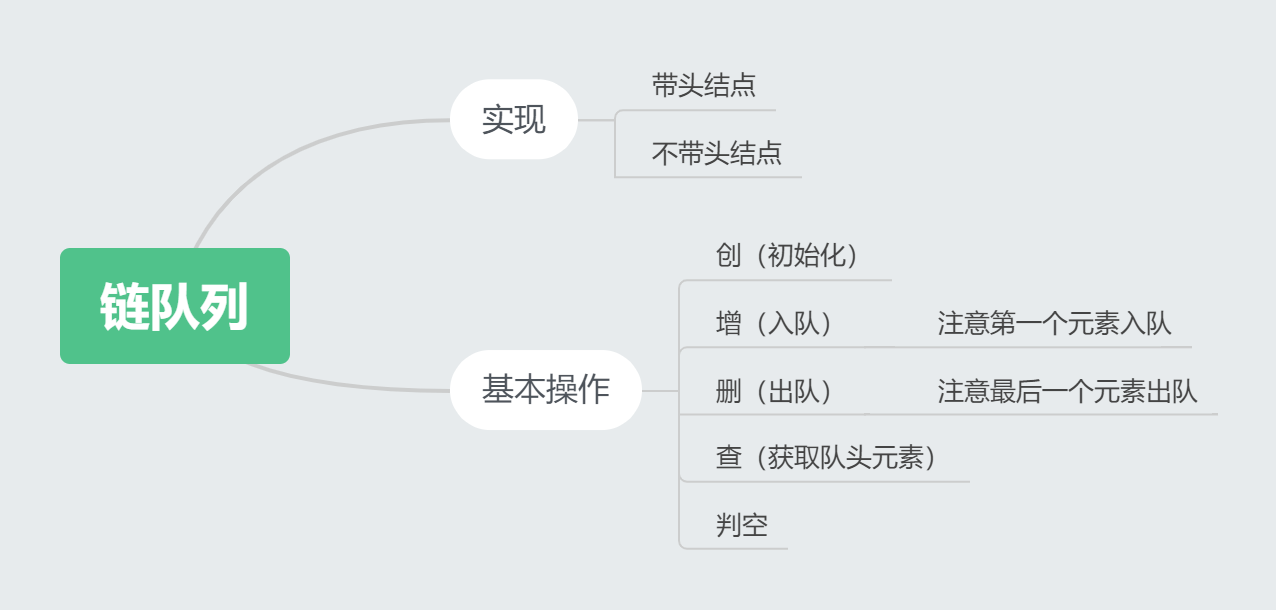 链队列
实现
带头结点
不带头结点
基本操作
创（初始化）
增（入队）
注意第一个元素入队
删（出队）
注意最后一个元素出队
查（获取队头元素）
判空